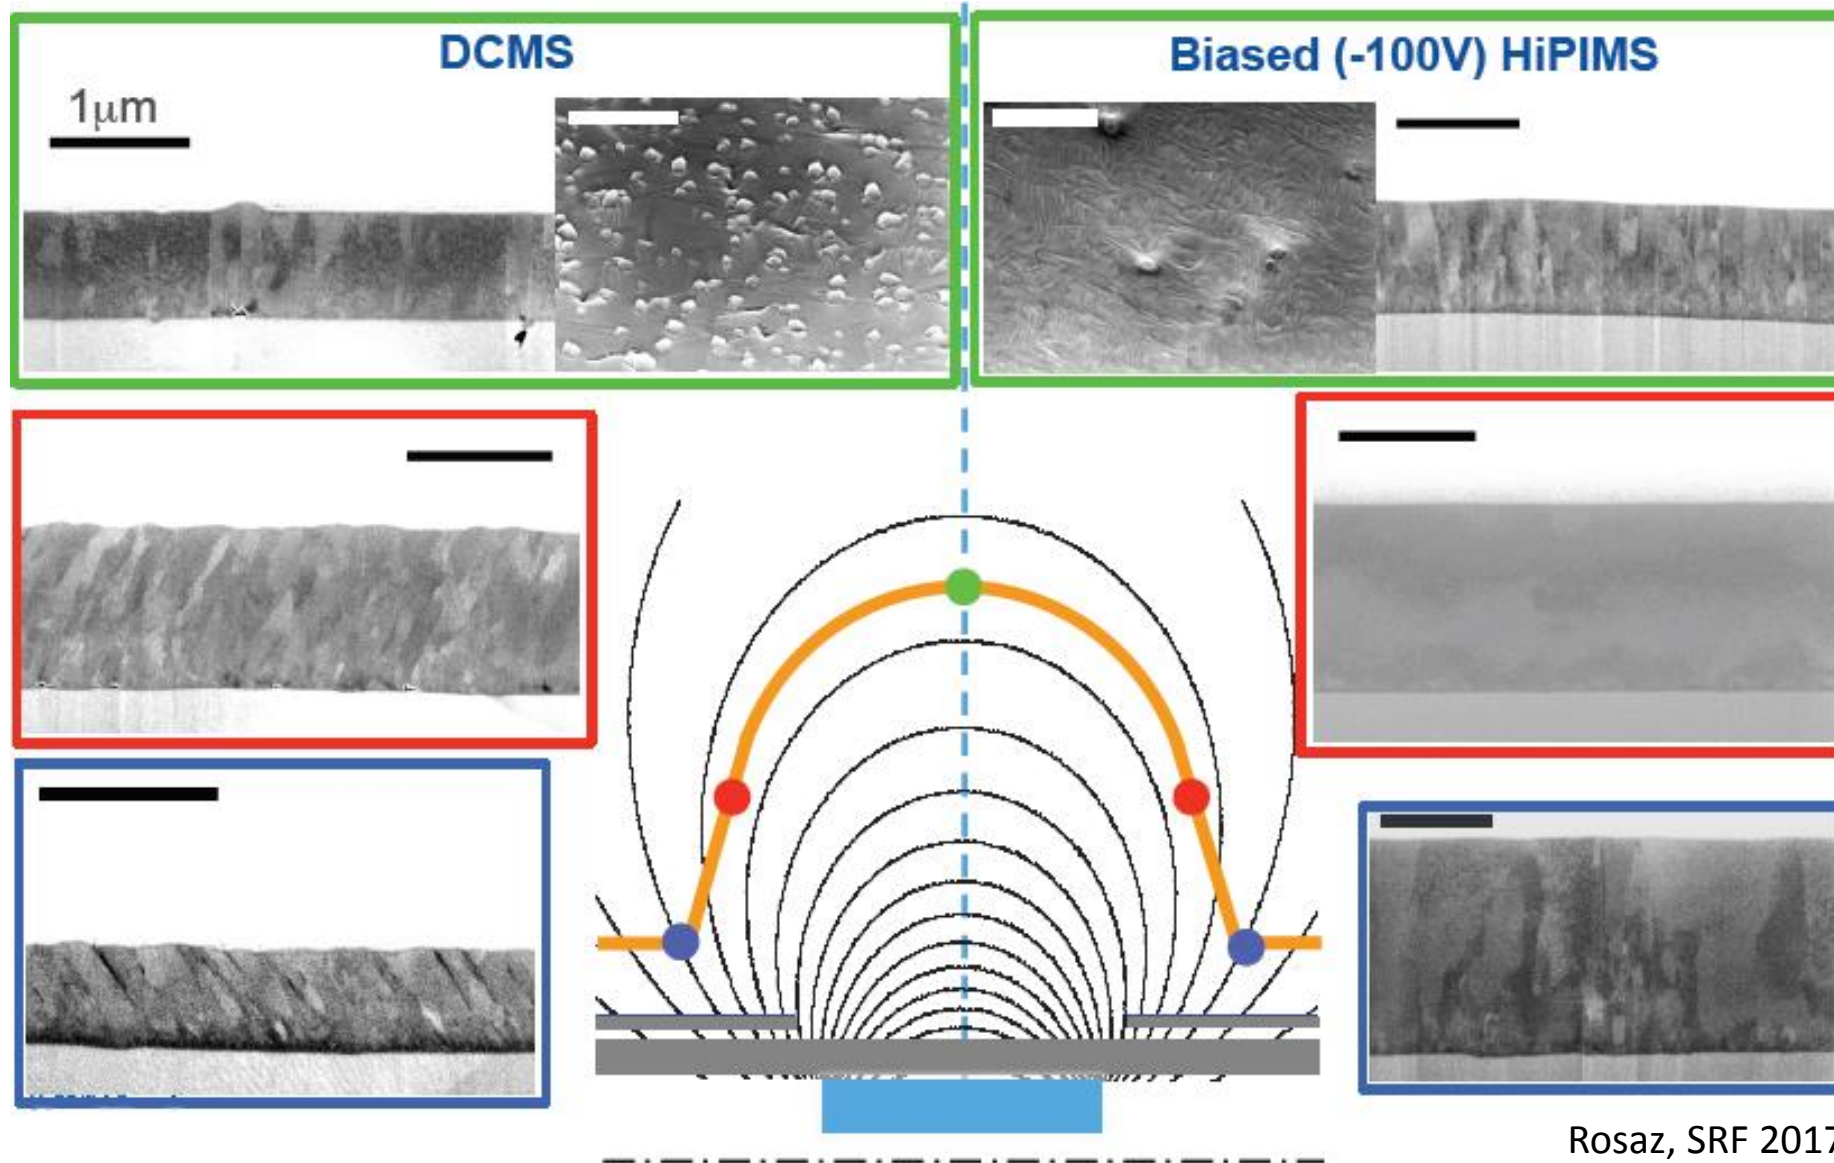 DCMS
Biased (-100V) HiPIMS
1μm
Rosaz, SRF 2017